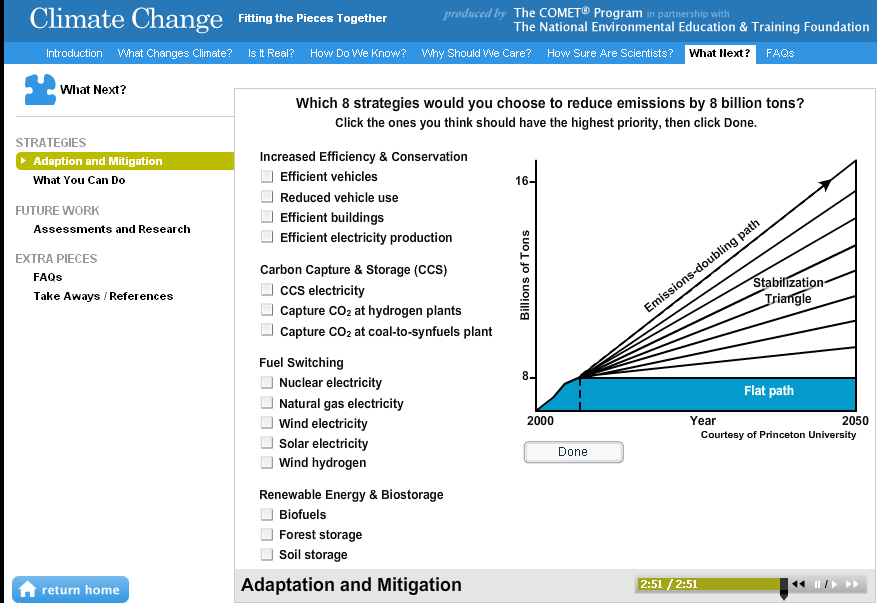 Climate Change Fitting the Pieces Together
produced by The COMET® Program in partnership with
The National Environmental Education & Training Foundation
Introduction What Changes Climate? Is It Real? How Do We Know? Why Should We Care? How Sure Are Scientists? What Next? FAQs
What Next?
STRATEGIES
Adaption and Mitigation
What You Can Do
FUTURE WORK
Assessments and Research
EXTRA PIECES
FAQs
Take Aways / References
return home
Which 8 strategies would you choose to reduce emissions by 8 billion tons?
Click the ones you think should have the highest priority, then click Done.
Increased Efficiency & Conservation
Efficient vehicles
Reduced vehicle use
Efficient buildings
Efficient electricity production
Carbon Capture & Storage (CCS)
CCS electricity
Capture CO₂ at hydrogen plants
Capture CO₂ at coal-to-synfuels plant
Fuel Switching
Nuclear electricity
Natural gas electricity
Wind electricity
Solar electricity
Wind hydrogen
Renewable Energy & Biostorage
Biofuels
Forest storage
Soil storage
16
Billions of Tons
8
Emissions-doubling path
Stabilization
Triangle
Flat path
2000 Year 2050
Courtesy of Princeton University
Done
Adaptation and Mitigation
2:51 / 2:51